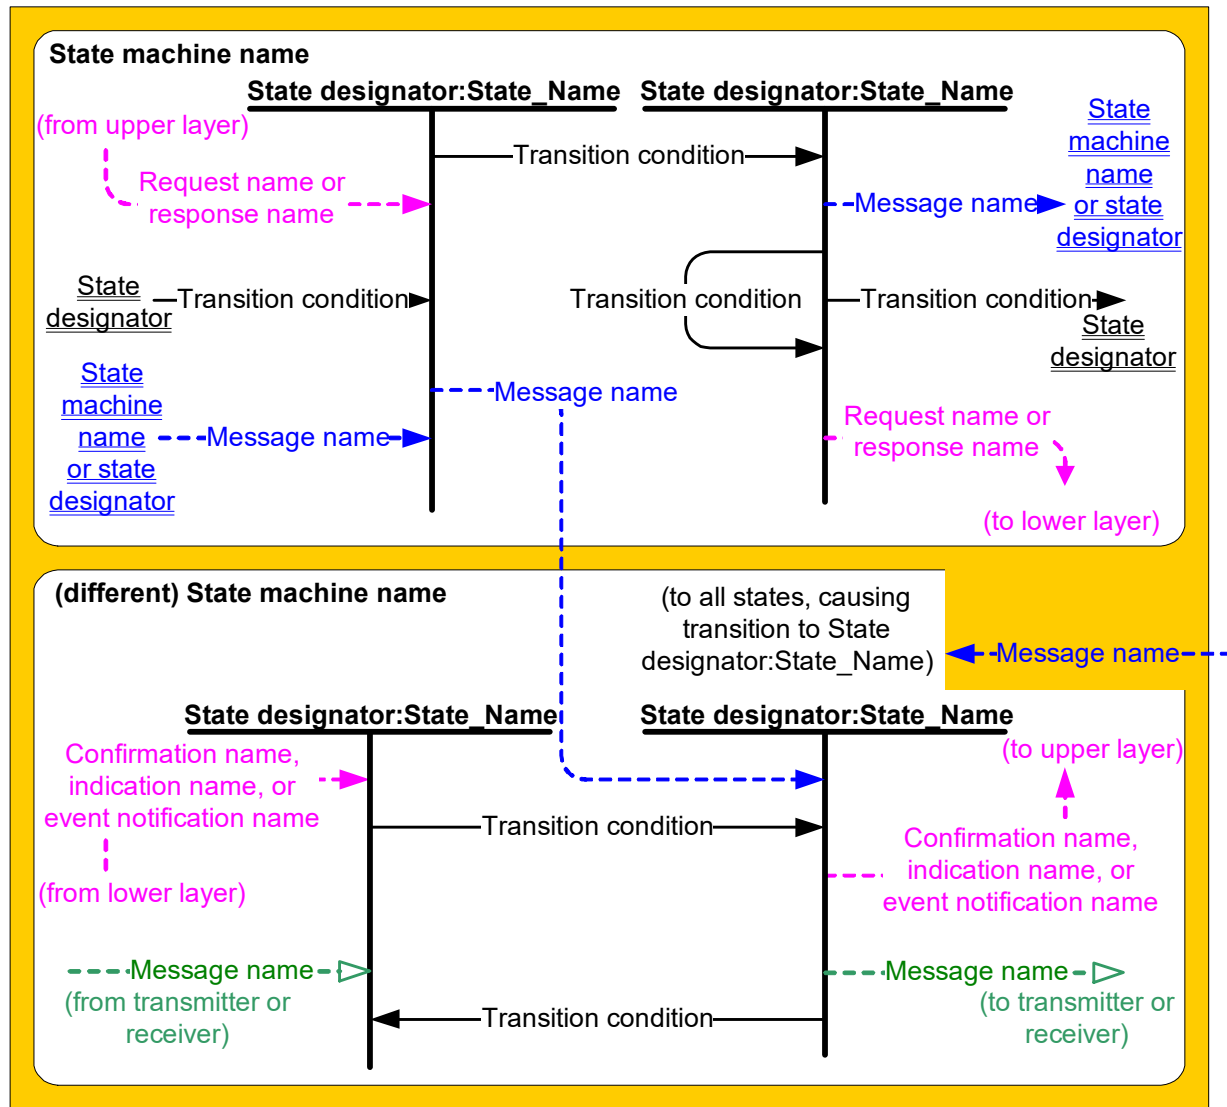 State machine name
State designator:State_Name
State designator:State_Name
(from upper layer)
Transition condition
State
machine
name
or state
designator
Request name or
response name
Message name
State
designator
Transition condition
Transition condition
Transition condition
State
designator
State
machine
name
or state
designator
Message name
Message name
Request name or
response name
(to lower layer)
(different) State machine name
(to all states, causing
transition to State
designator:State_Name)
Message name
State designator:State_Name
State designator:State_Name
Confirmation name,
indication name, or
event notification name
(from lower layer)
(to upper layer)
Transition condition
Confirmation name,
indication name, or
event notification name
Message name
(from transmitter or
receiver)
Message name
(to transmitter or
receiver)
Transition condition